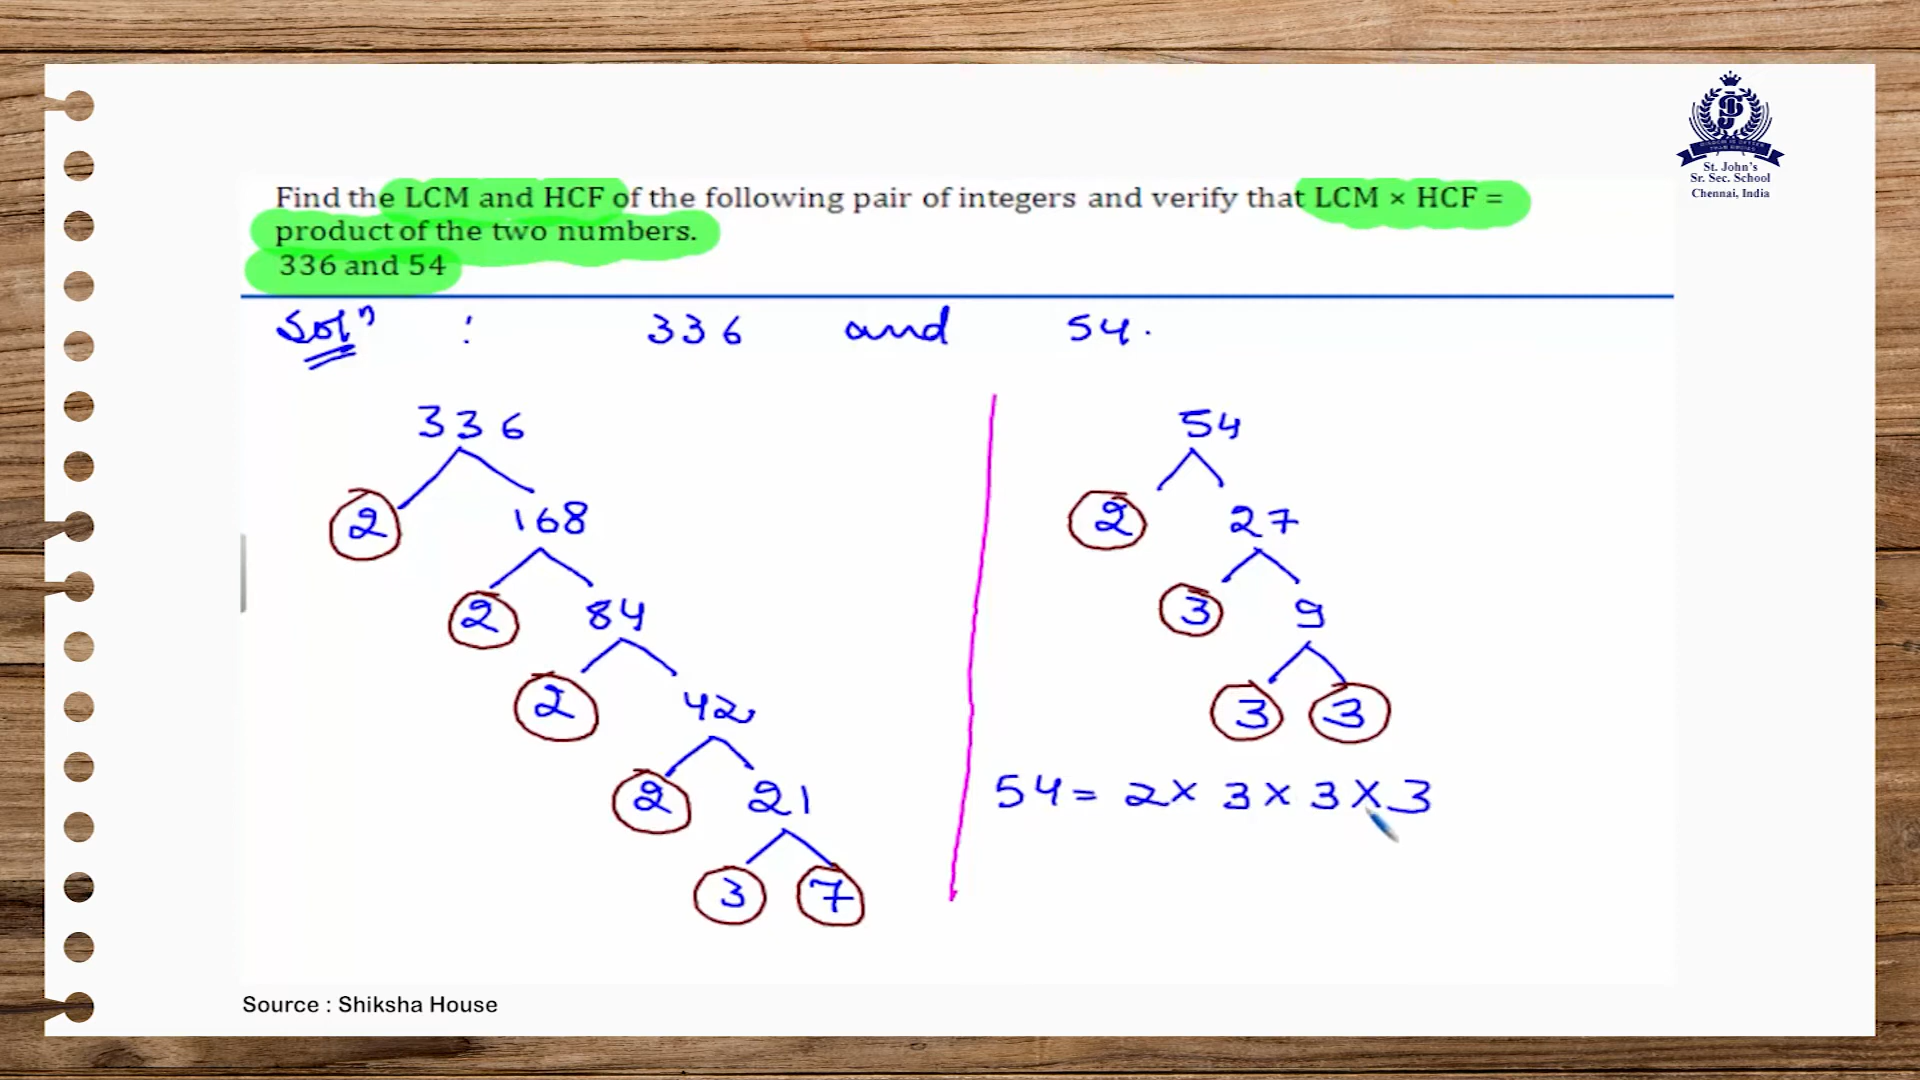 St. John's
Sr. Sec. School
Chennai, India
Find the LCM and HCF of the following pair of integers and verify that LCM × HCF =
product of the two numbers.
336 and 54
Solⁿ : 336 and 54.
336
2 168
2 84
2 42
2 21
3 7
54
2 27
3 9
3 3
54 = 2 × 3 × 3 × 3
Source : Shiksha House